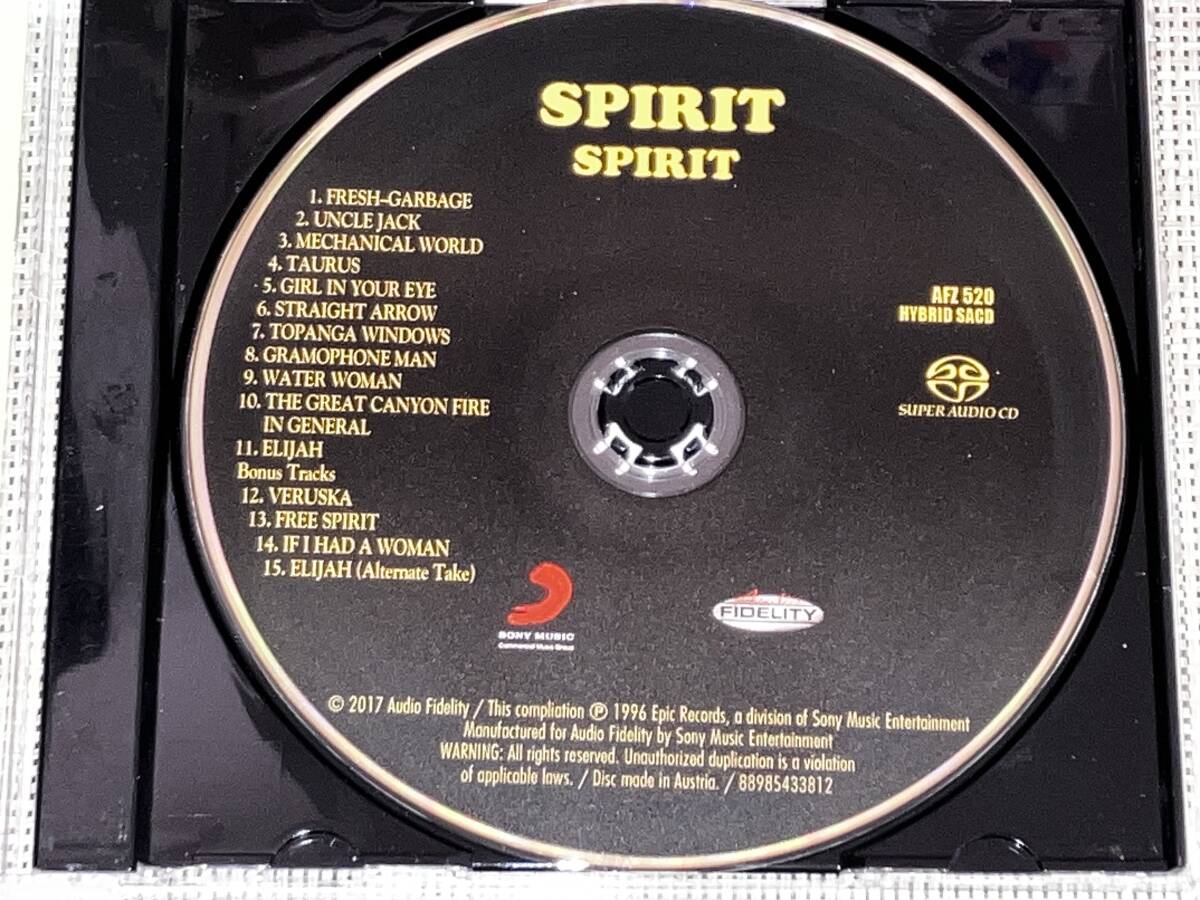 SPIRIT
SPIRIT
1. FRESH-GARBAGE
2. UNCLE JACK
3. MECHANICAL WORLD
4. TAURUS
5. GIRL IN YOUR EYE
6. STRAIGHT ARROW
7. TOPANGA WINDOWS
8. GRAMOPHONE MAN
9. WATER WOMAN
10. THE GREAT CANYON FIRE
IN GENERAL
11. ELIJAH
Bonus Tracks
12. VERUSKA
13. FREE SPIRIT
14. IF I HAD A WOMAN
15. ELIJAH (Alternate Take)
AFZ 520
HYBRID SACD
SUPER AUDIO CD
SONY MUSIC
Commercial Music Group
Audio
FIDELITY
© 2017 Audio Fidelity / This compliation ℗ 1996 Epic Records, a division of Sony Music Entertainment
Manufactured for Audio Fidelity by Sony Music Entertainment
WARNING: All rights reserved. Unauthorized duplication is a violation
of applicable laws. / Disc made in Austria. / 88985433812